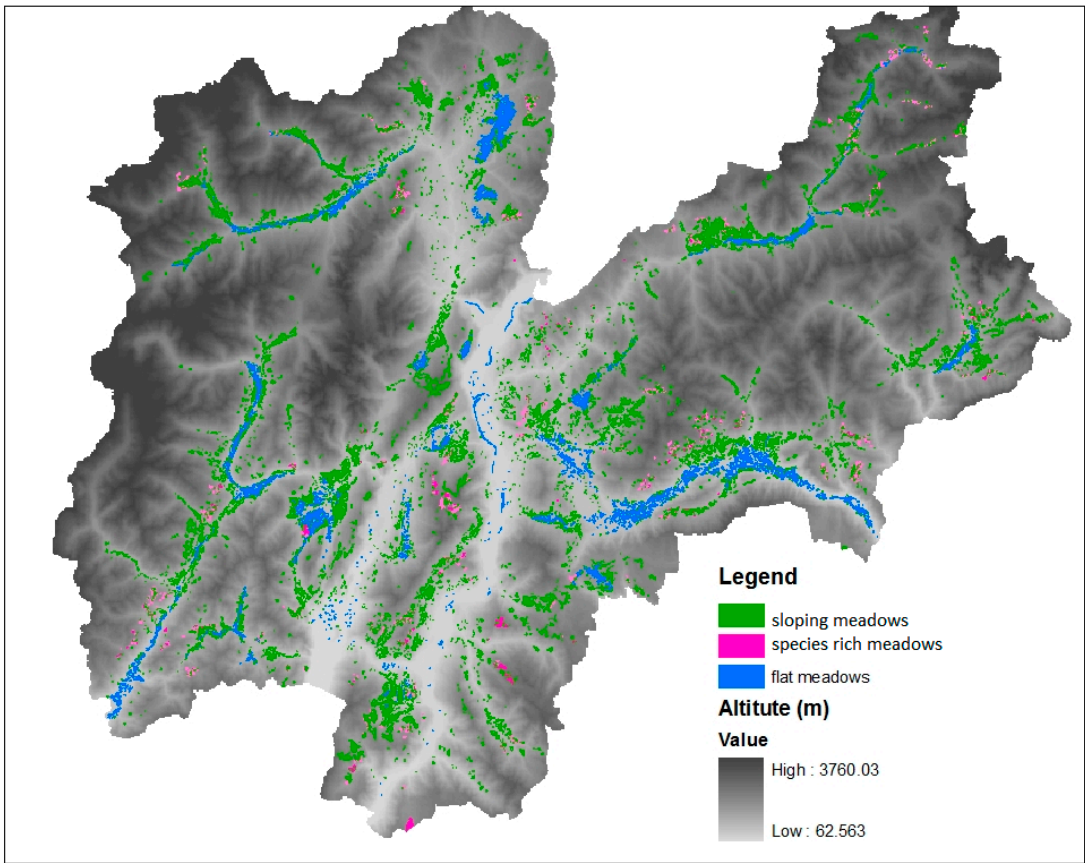 Legend
sloping meadows
species rich meadows
flat meadows
Altitute (m)
Value
High : 3760.03
Low : 62.563